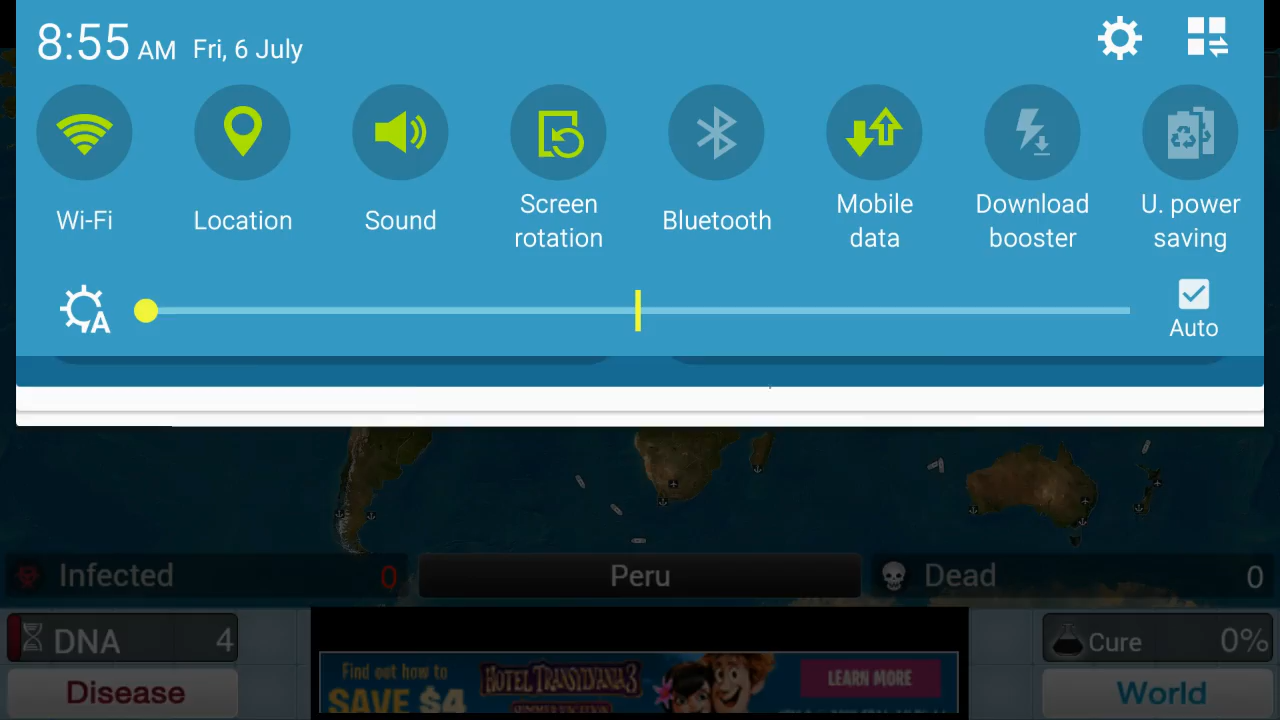 8:55 AM Fri, 6 July
Wi-Fi
Location
Sound
Screen
rotation
Bluetooth
Mobile
data
Download
booster
U. power
saving
A
Auto
Infected 0
Peru
Dead 0
DNA 4
Cure 0%
Disease
World
Find out how to
SAVE $4
HOTEL TRANSYLVANIA 3
LEARN MORE